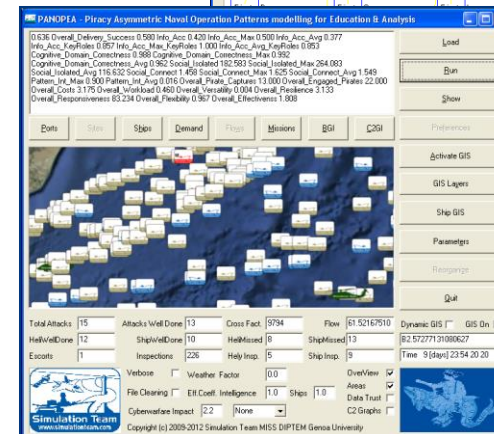 PANOPEA - Piracy Asymmetric Naval Operation Patterns modelling for Education & Analysis
0.636 Overall_Delivery_Success 0.580 Info_Acc 0.420 Info_Acc_Max 0.500 Info_Acc_Avg 0.377
Info_Acc_KeyRoles 0.857 Info_Acc_Max_KeyRoles 1.000 Info_Acc_Avg_KeyRoles 0.853
Cognitive_Domain_Correctness 0.988 Cognitive_Domain_Correctness_Max 0.992
Cognitive_Domain_Correctness_Avg 0.962 Social_Isolated 182.583 Social_Isolated_Max 264.083
Social_Isolated_Avg 116.632 Social_Connect 1.458 Social_Connect_Max 1.625 Social_Connect_Avg 1.549
Pattern_Int_Max 0.900 Pattern_Int_Avg 0.016 Overall_Pirate_Captures 13.000 Overall_Engaged_Pirates 22.000
Overall_Costs 3.175 Overall_Workload 0.460 Overall_Versatility 0.004 Overall_Resilience 3.133
Overall_Responsiveness 83.234 Overall_Flexibility 0.967 Overall_Effectivenss 1.808
Load
Run
Show
Ports Sites Ships Demand Flows Missions BGI C2GI
Preferences
Activate GIS
GIS Layers
Ship GIS
Parameters
Reorganize
Quit
Total Attacks 15 Attacks Well Done 13 Cross Fact. 9794 Flow 61.52167510 Dynamic GIS GIS On
HeliWellDone 12 ShipWellDone 10 HeliMissed 8 ShipMissed 13 82.57277131080627
Escorts 1 Inspections 226 Hely Insp. 5 Ship Insp. 9 Time 9 [days] 23:54 20 20
Verbose Weather Factor 0.0 OverView
File Cleaning Eff.Coeff. Intelligence 1.0 Ships 1.0 Areas
Data Trust
Cyberwarfare Impact 2.2 None C2 Graphs
Simulation Team
www.simulationteam.com
Copyright (c) 2009-2012 Simulation Team MISS DIPTEM Genoa University